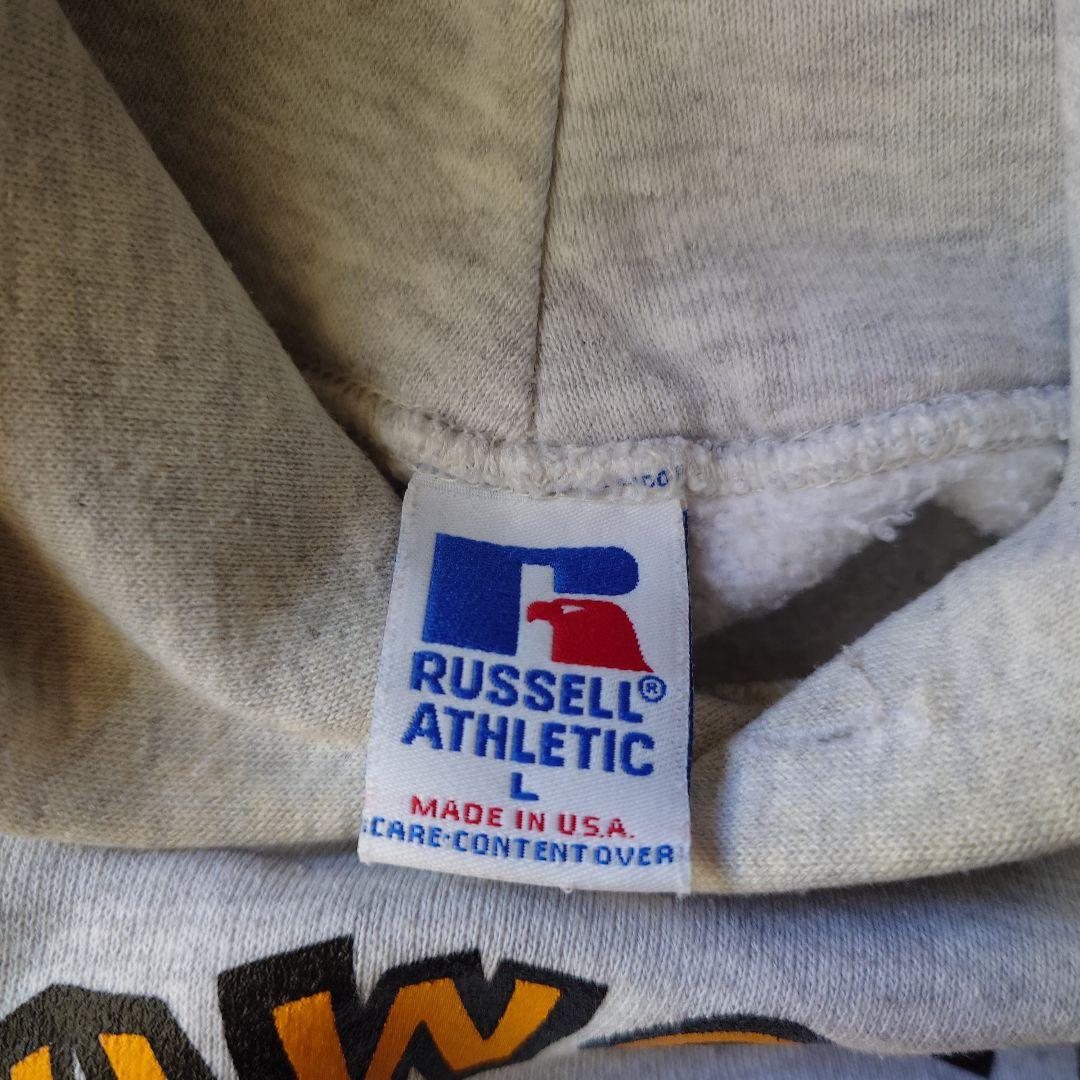 RUSSELL®
ATHLETIC
L
MADE IN U.S.A.
CARE·CONTENT OVER